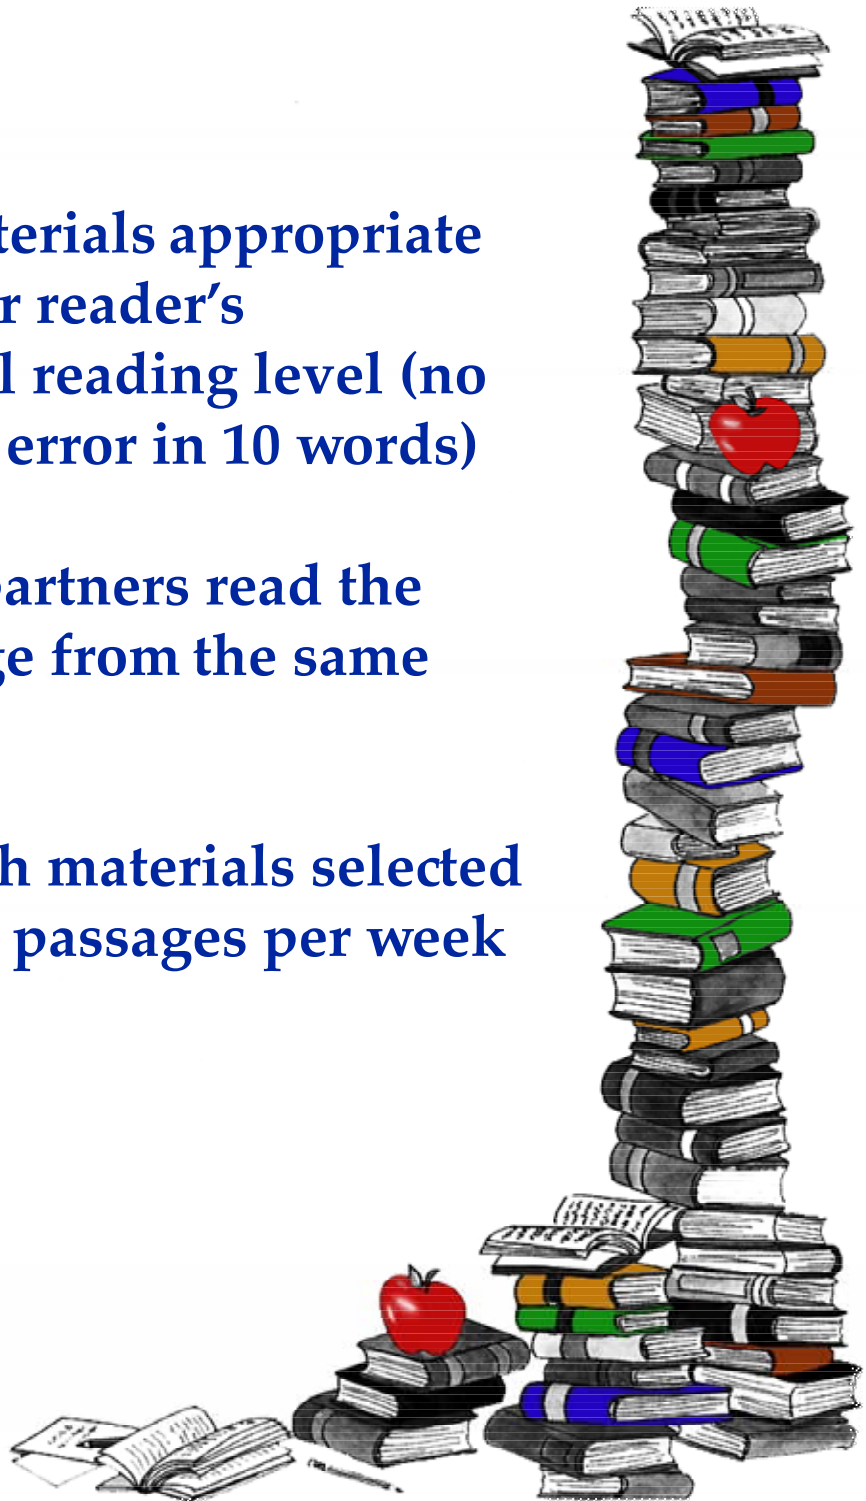 terials appropriate
r reader's
l reading level (no
error in 10 words)
artners read the
ge from the same
h materials selected
passages per week